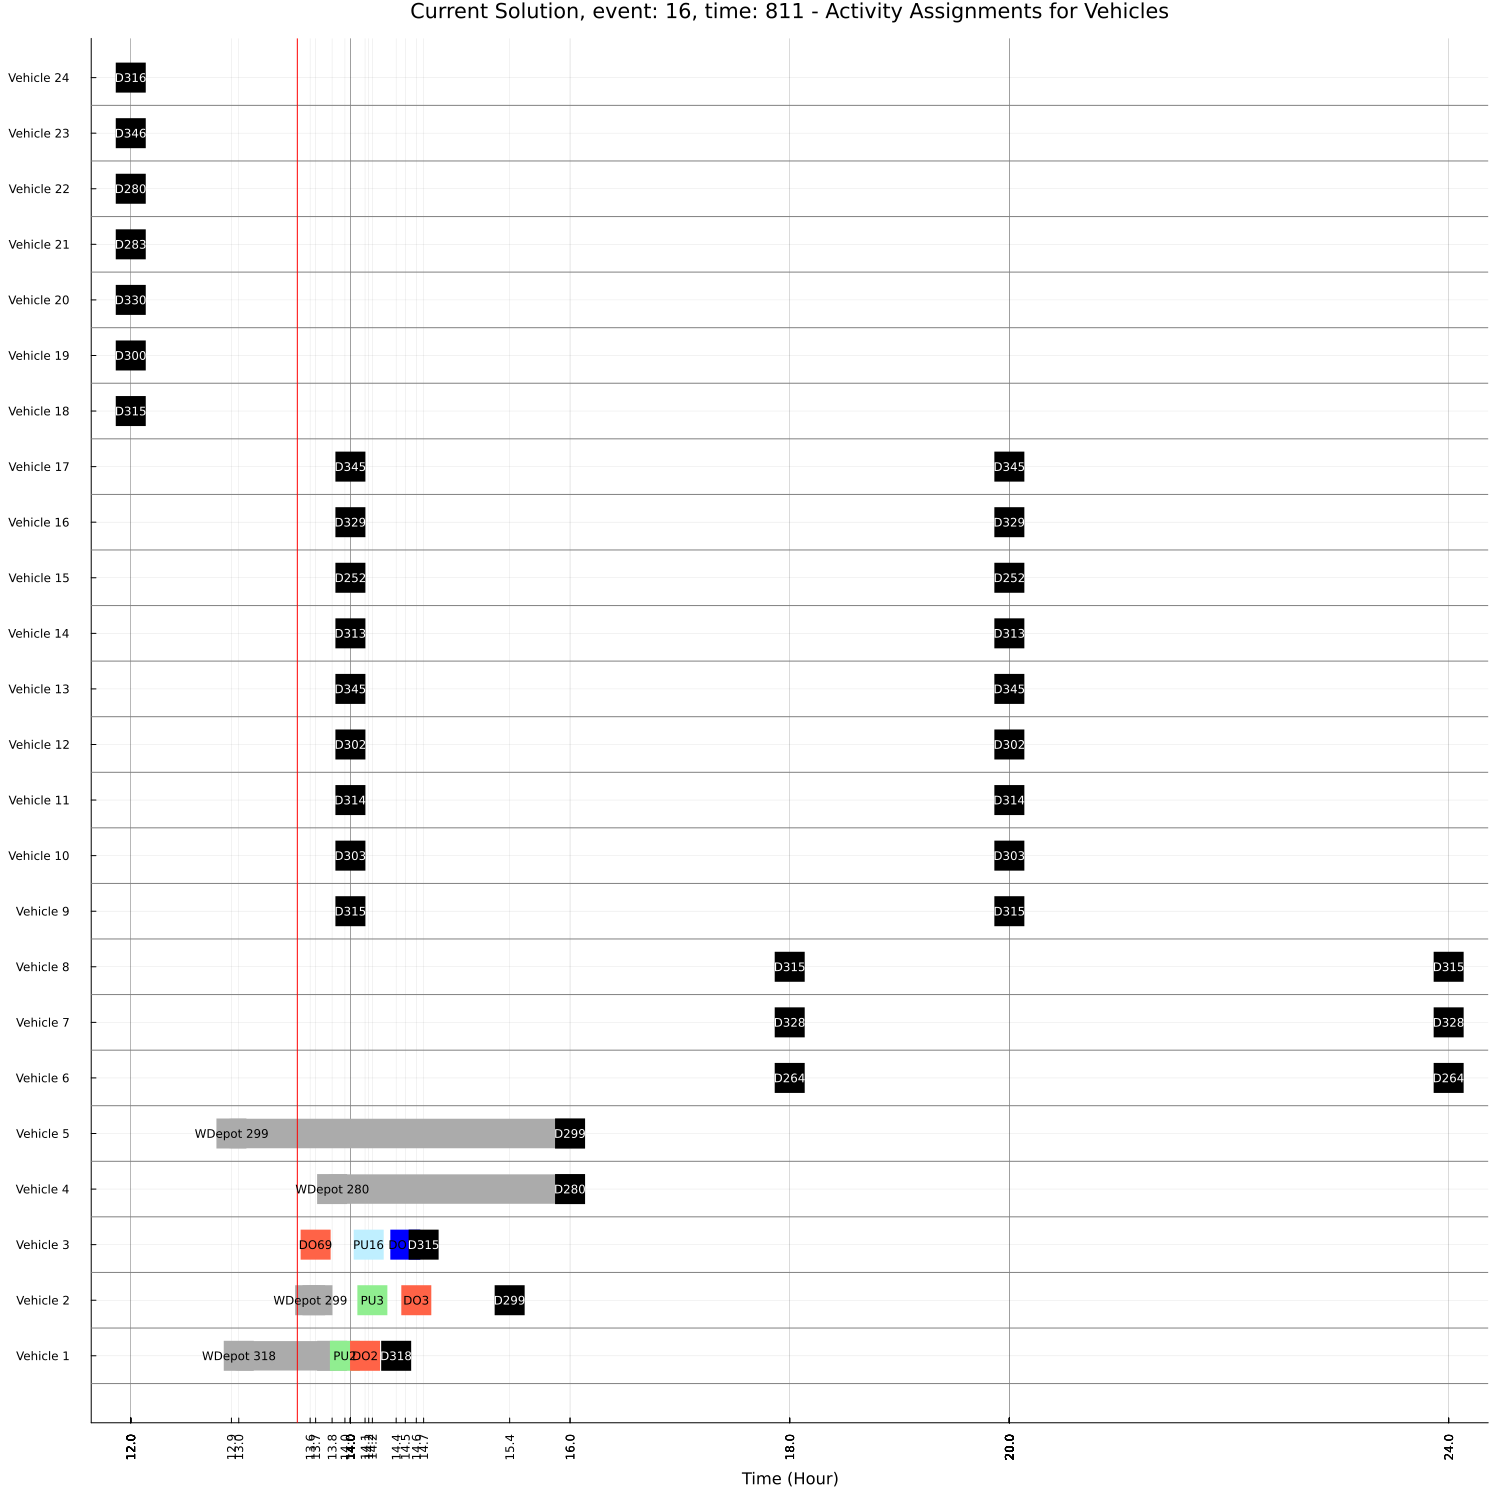 Current Solution, event: 16, time: 811 - Activity Assignments for Vehicles
Vehicle 24 D316
Vehicle 23 D346
Vehicle 22 D280
Vehicle 21 D283
Vehicle 20 D330
Vehicle 19 D300
Vehicle 18 D315
Vehicle 17 D345 D345
Vehicle 16 D329 D329
Vehicle 15 D252 D252
Vehicle 14 D313 D313
Vehicle 13 D345 D345
Vehicle 12 D302 D302
Vehicle 11 D314 D314
Vehicle 10 D303 D303
Vehicle 9 D315 D315
Vehicle 8 D315 D315
Vehicle 7 D328 D328
Vehicle 6 D264 D264
Vehicle 5 WDepot 299 D299
Vehicle 4 WDepot 280 D280
Vehicle 3 DO69 PU16 D315
Vehicle 2 WDepot 299 PU3 DO3 D299
Vehicle 1 WDepot 318 PU2 DO2 D318
12.0 12.9 13.0 13.6 13.7 13.8 14.0 14.2 14.4 14.5 14.6 14.7 15.4 16.0 18.0 20.0 24.0
Time (Hour)